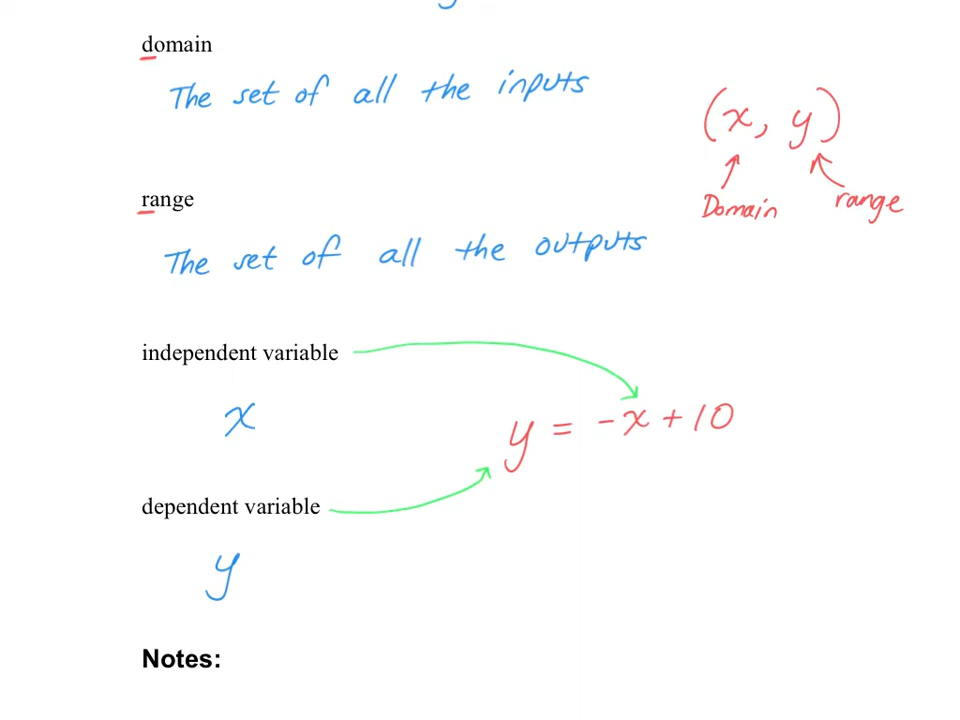 domain
The set of all the inputs
(x, y)
Domain
range
range
The set of all the outputs
independent variable
x
y = -x + 10
dependent variable
y
Notes: